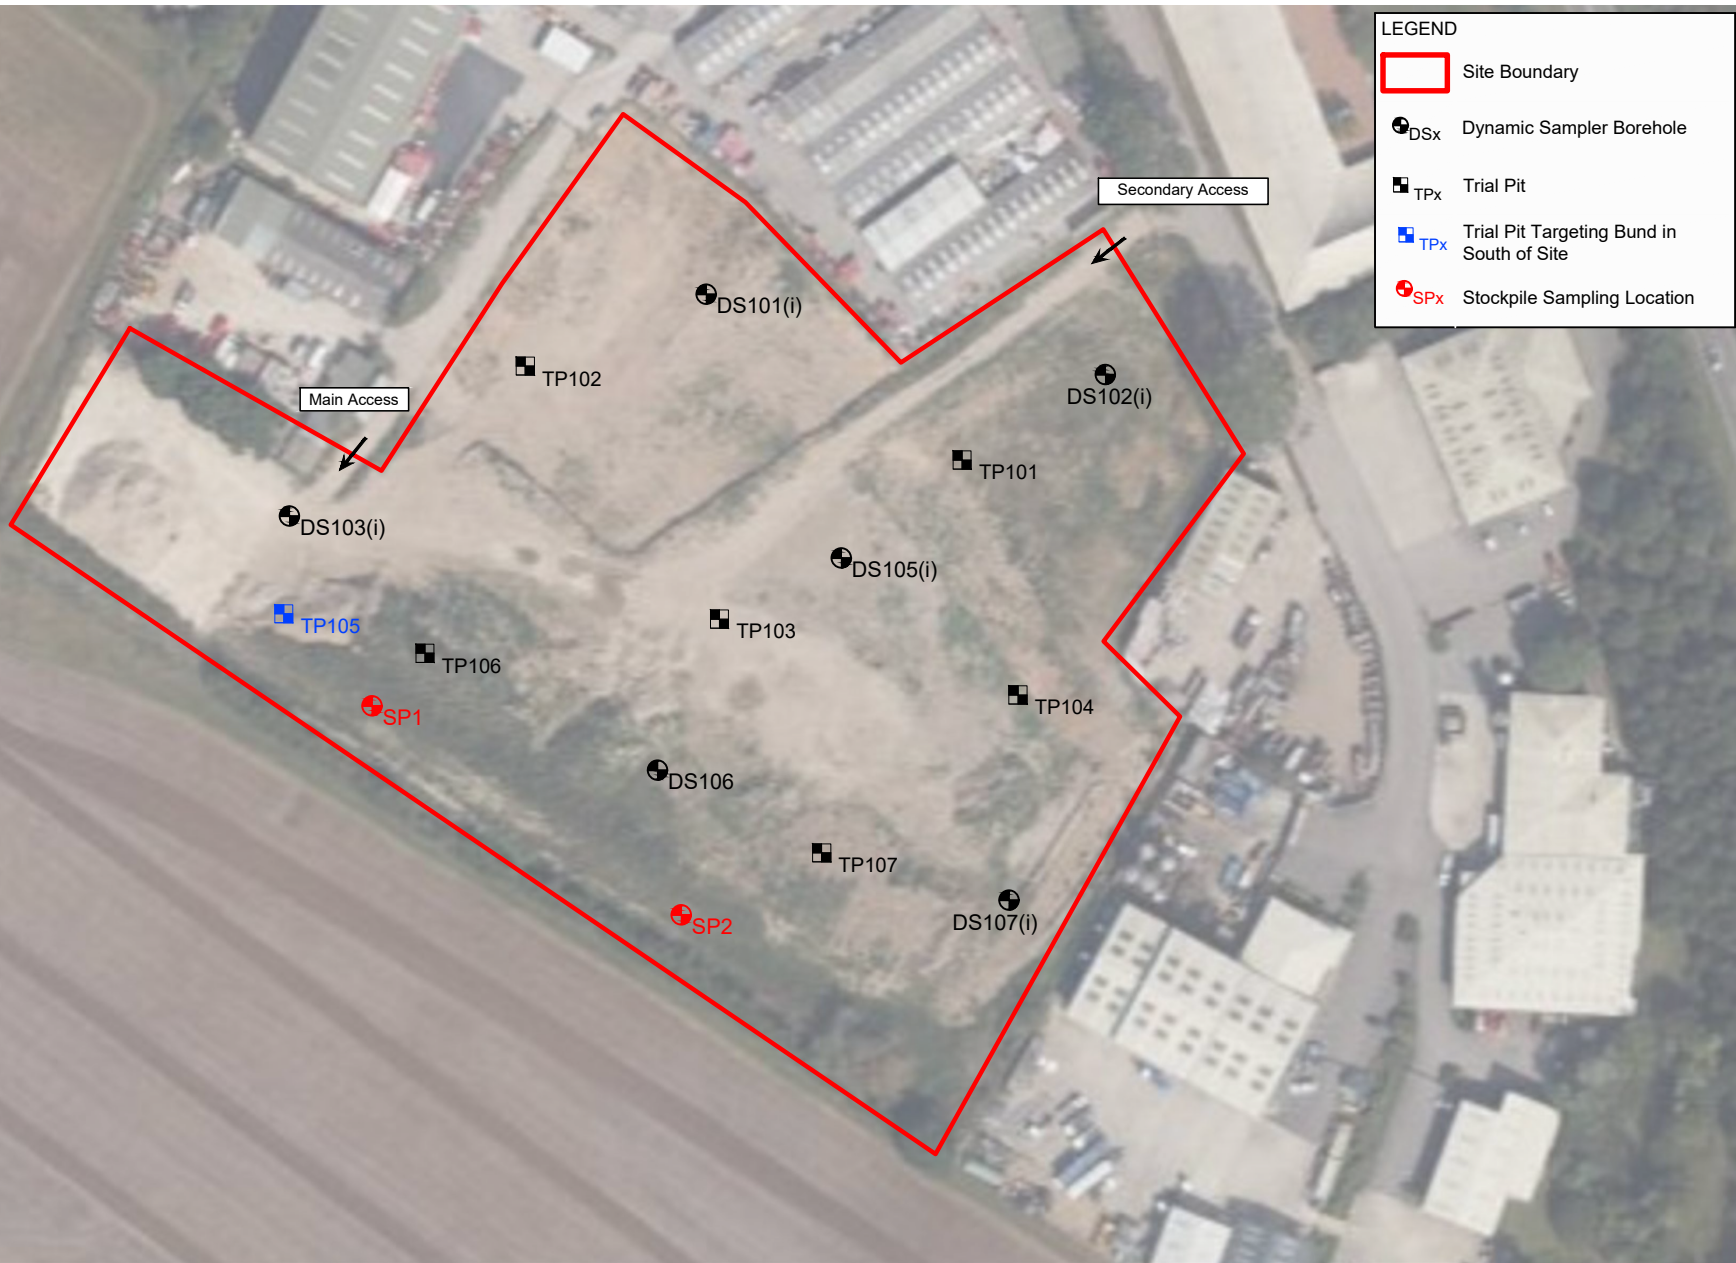 LEGEND
Site Boundary
DSx Dynamic Sampler Borehole
TPx Trial Pit
TPx Trial Pit Targeting Bund in
South of Site
SPx Stockpile Sampling Location
Secondary Access
DS101(i)
TP102
DS102(i)
Main Access
TP101
DS103(i)
DS105(i)
TP105
TP103
TP106
TP104
SP1
DS106
TP107
DS107(i)
SP2